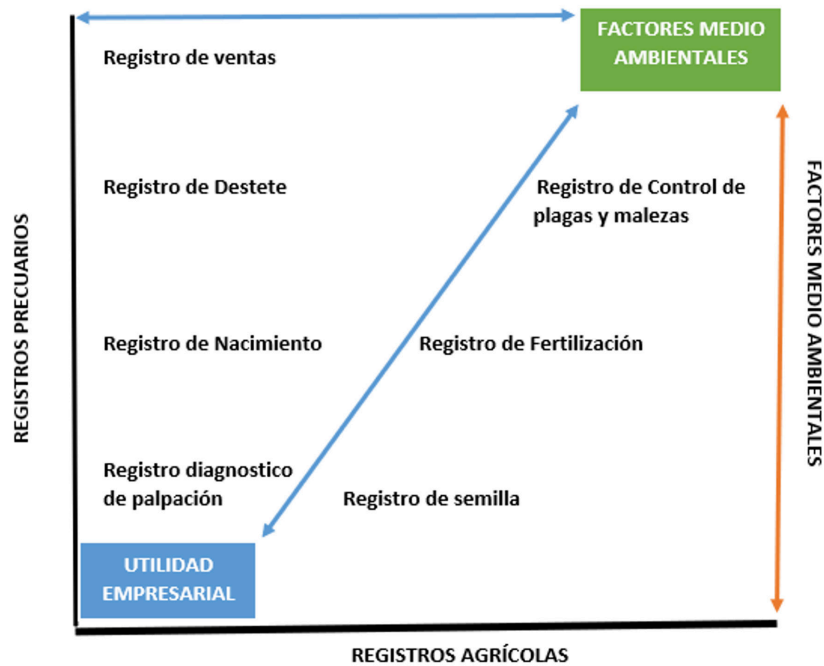 FACTORES MEDIO
AMBIENTALES
Registro de ventas
Registro de Destete
Registro de Control de
plagas y malezas
REGISTROS PRECUARIOS
FACTORES MEDIO AMBIENTALES
Registro de Nacimiento
Registro de Fertilización
Registro diagnostico
de palpación
Registro de semilla
UTILIDAD
EMPRESARIAL
REGISTROS AGRÍCOLAS